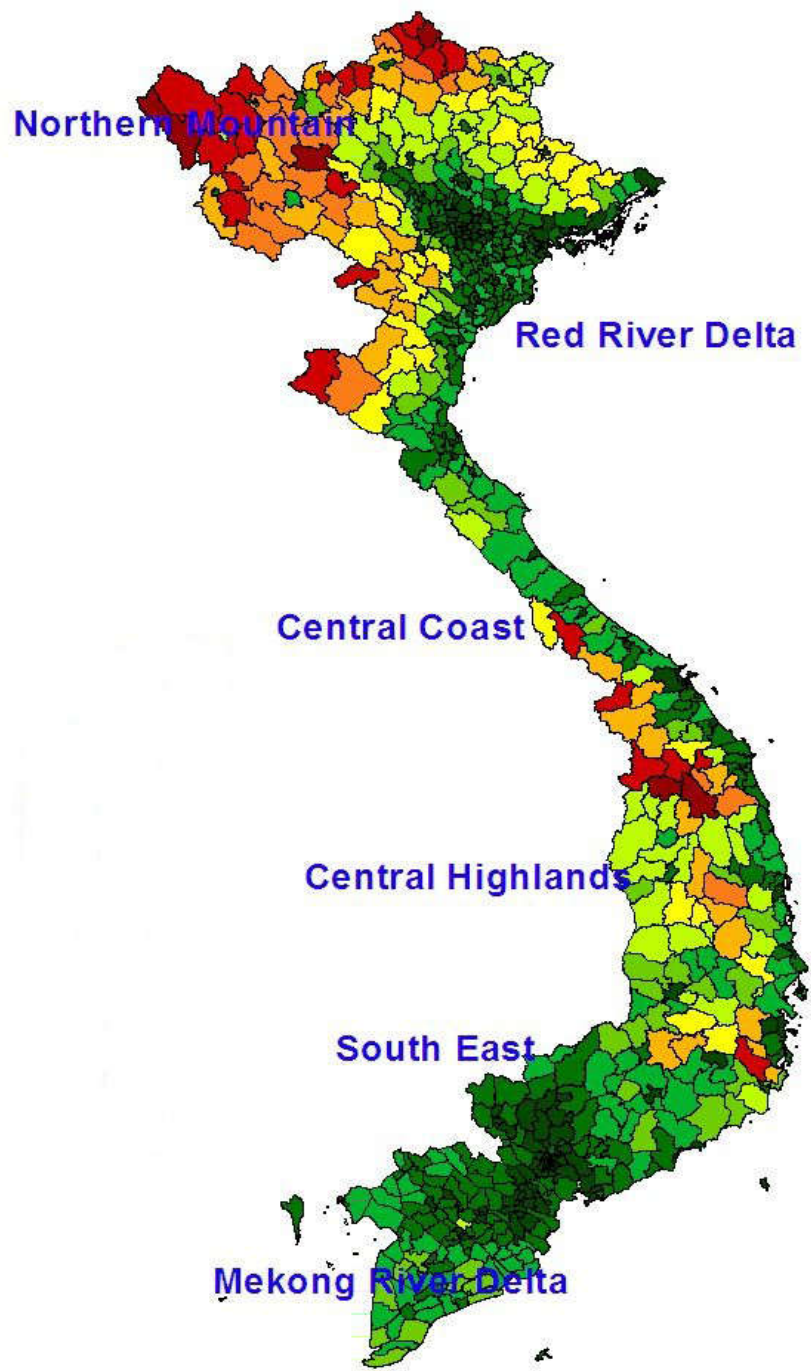 Northern Mountain
Red River Delta
Central Coast
Central Highlands
South East
Mekong River Delta